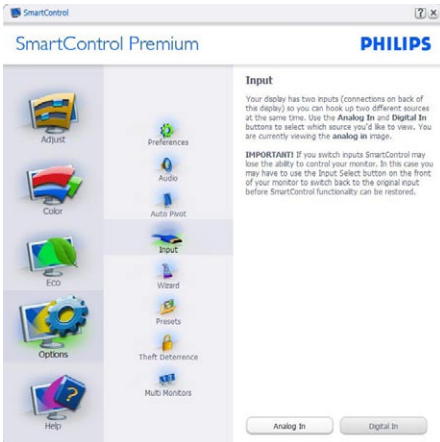 SmartControl
SmartControl Premium
PHILIPS
Adjust
Color
Eco
Options
Help
Preferences
Audio
Auto Pivot
Input
Wizard
Presets
Theft Deterrence
Multi Monitors
Input
Your display has two inputs (connections on back of
this display) so you can hook up two different sources
at the same time. Use the Analog In and Digital In
buttons to select which source you'd like to view. You
are currently viewing the analog in image.
IMPORTANT! If you switch inputs SmartControl may
lose the ability to control your monitor. In this case you
may have to use the Input Select button on the front
of your monitor to switch back to the original input
before SmartControl functionality can be restored.
Analog In
Digital In